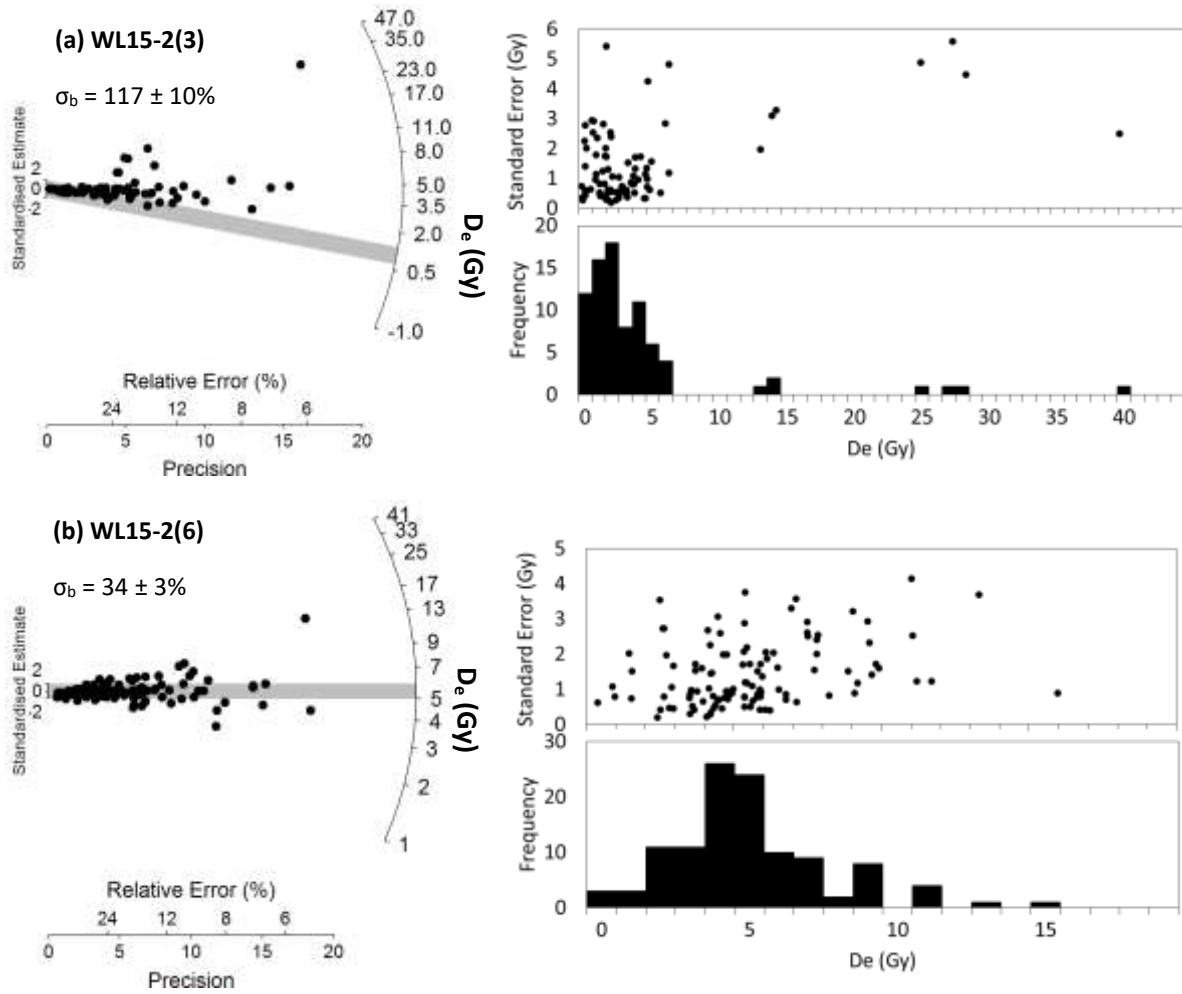 (a) WL15-2(3)
σb = 117 ± 10%
Standardised Estimate
2
0
-2
47.0
35.0
23.0
17.0
11.0
8.0
5.0
3.5
2.0
0.5
-1.0
De (Gy)
Relative Error (%)
24 12 8 6
0 5 10 15 20
Precision
Standard Error (Gy)
6
5
4
3
2
1
0
Frequency
20
15
10
5
0
0 5 10 15 20 25 30 35 40
De (Gy)
(b) WL15-2(6)
σb = 34 ± 3%
Standardised Estimate
2
0
-2
41
33
25
17
13
9
7
5
4
3
2
1
De (Gy)
Relative Error (%)
24 12 8 6
0 5 10 15 20
Precision
Standard Error (Gy)
5
4
3
2
1
0
Frequency
30
20
10
0
0 5 10 15
De (Gy)